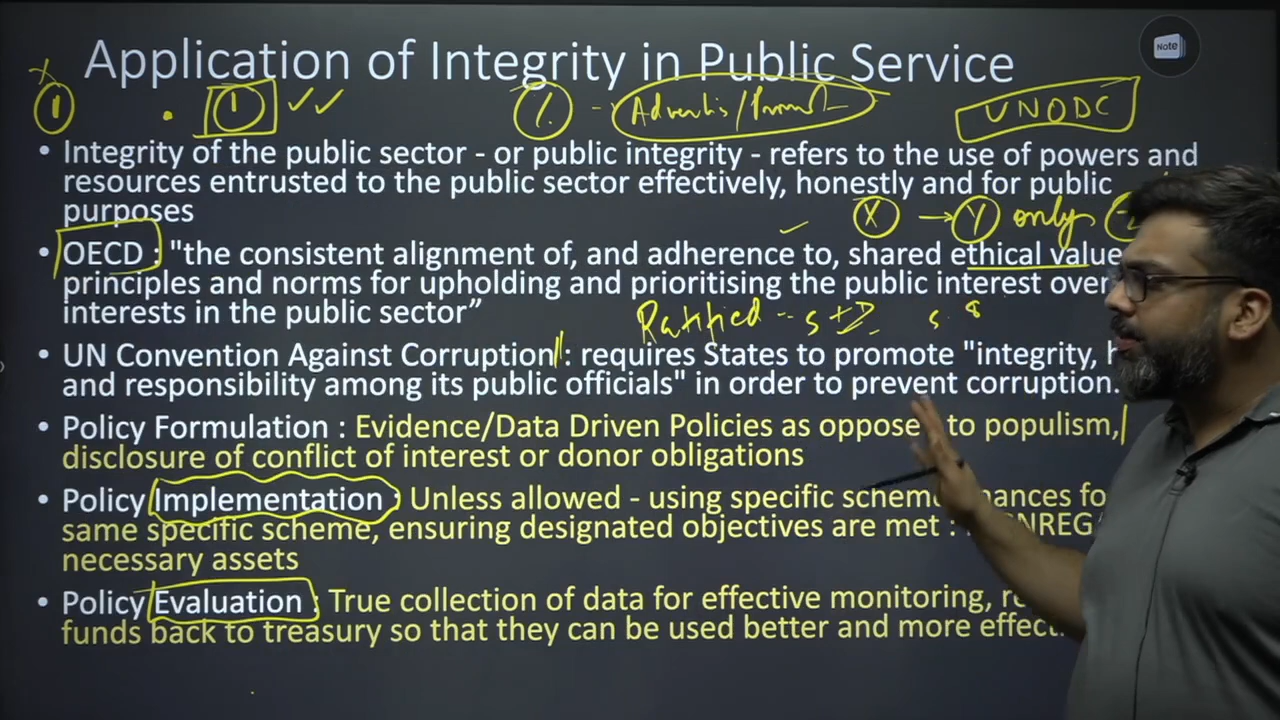 Application of Integrity in Public Service
Note
1
1
UNODC
• Integrity of the public sector - or public integrity - refers to the use of powers and
resources entrusted to the public sector effectively, honestly and for public
purposes
X → Y only
• OECD : "the consistent alignment of, and adherence to, shared ethical value
principles and norms for upholding and prioritising the public interest over
interests in the public sector”
Ratified
• UN Convention Against Corruption : requires States to promote "integrity, h
and responsibility among its public officials" in order to prevent corruption.
• Policy Formulation : Evidence/Data Driven Policies as oppose to populism,
disclosure of conflict of interest or donor obligations
• Policy Implementation : Unless allowed - using specific scheme nances fo
same specific scheme, ensuring designated objectives are met : NREGA
necessary assets
• Policy Evaluation : True collection of data for effective monitoring, re
funds back to treasury so that they can be used better and more effect